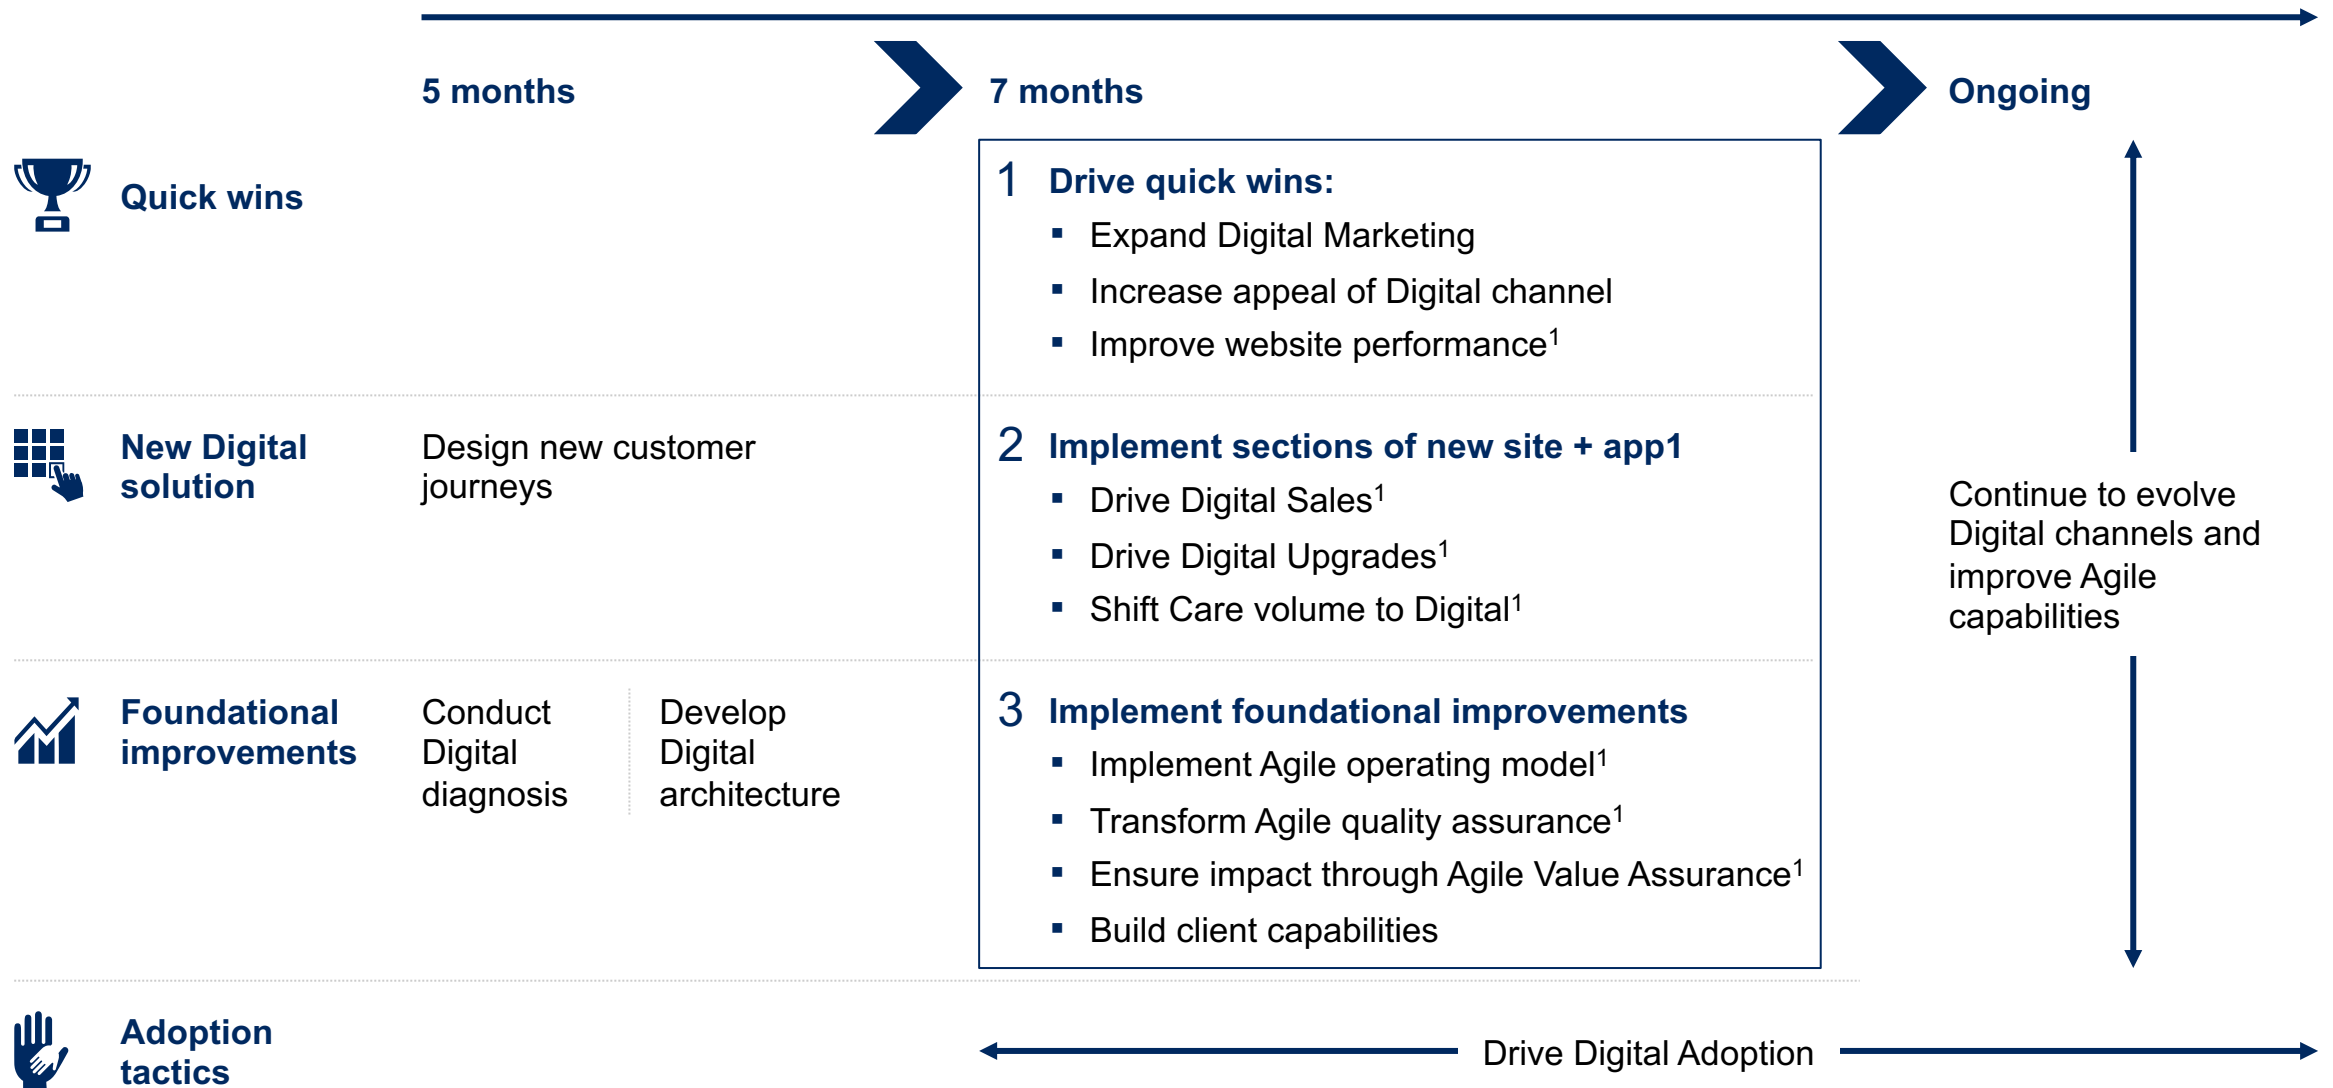 5 months
7 months
Ongoing
Quick wins
1 Drive quick wins:
▪ Expand Digital Marketing
▪ Increase appeal of Digital channel
▪ Improve website performance¹
New Digital
solution
Design new customer
journeys
2 Implement sections of new site + app1
▪ Drive Digital Sales¹
▪ Drive Digital Upgrades¹
▪ Shift Care volume to Digital¹
Continue to evolve
Digital channels and
improve Agile
capabilities
Foundational
improvements
Conduct
Digital
diagnosis
Develop
Digital
architecture
3 Implement foundational improvements
▪ Implement Agile operating model¹
▪ Transform Agile quality assurance¹
▪ Ensure impact through Agile Value Assurance¹
▪ Build client capabilities
Adoption
tactics
Drive Digital Adoption